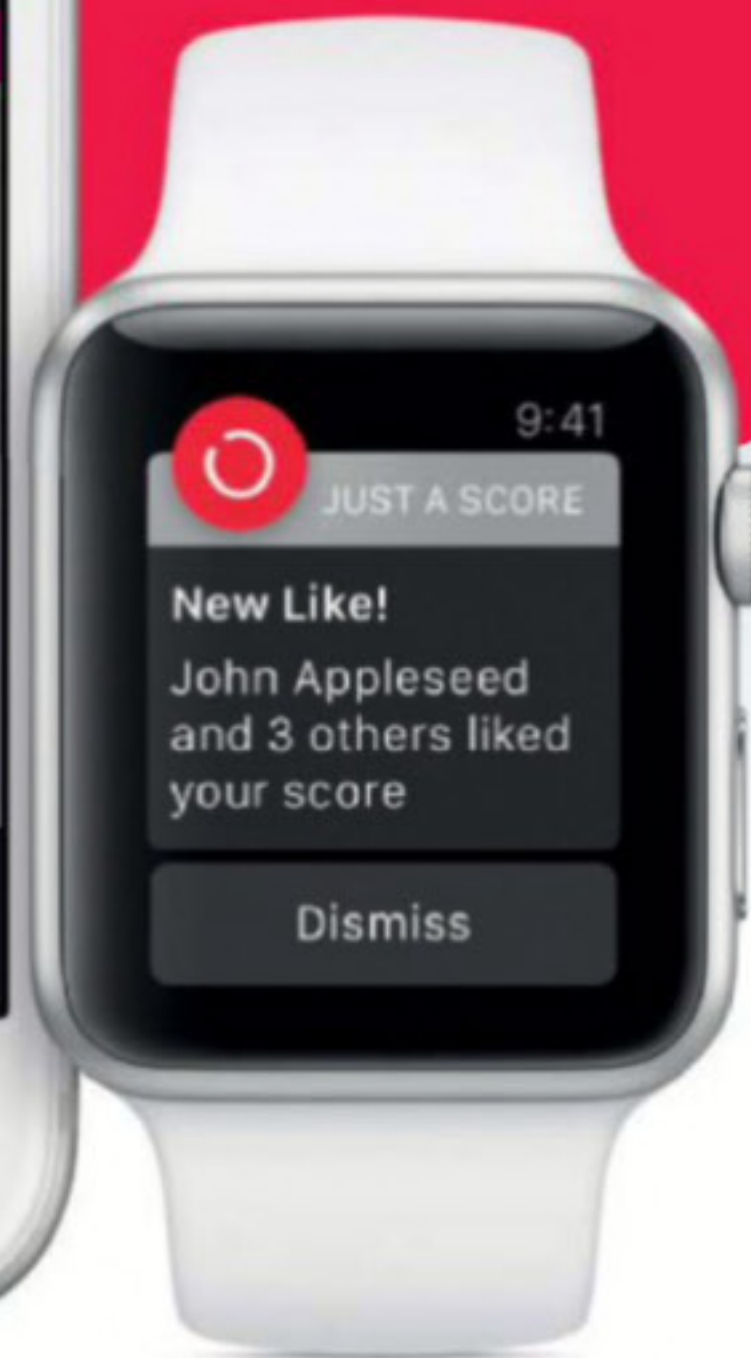 9:41
JUST A SCORE
New Like!
John Appleseed
and 3 others liked
your score
Dismiss